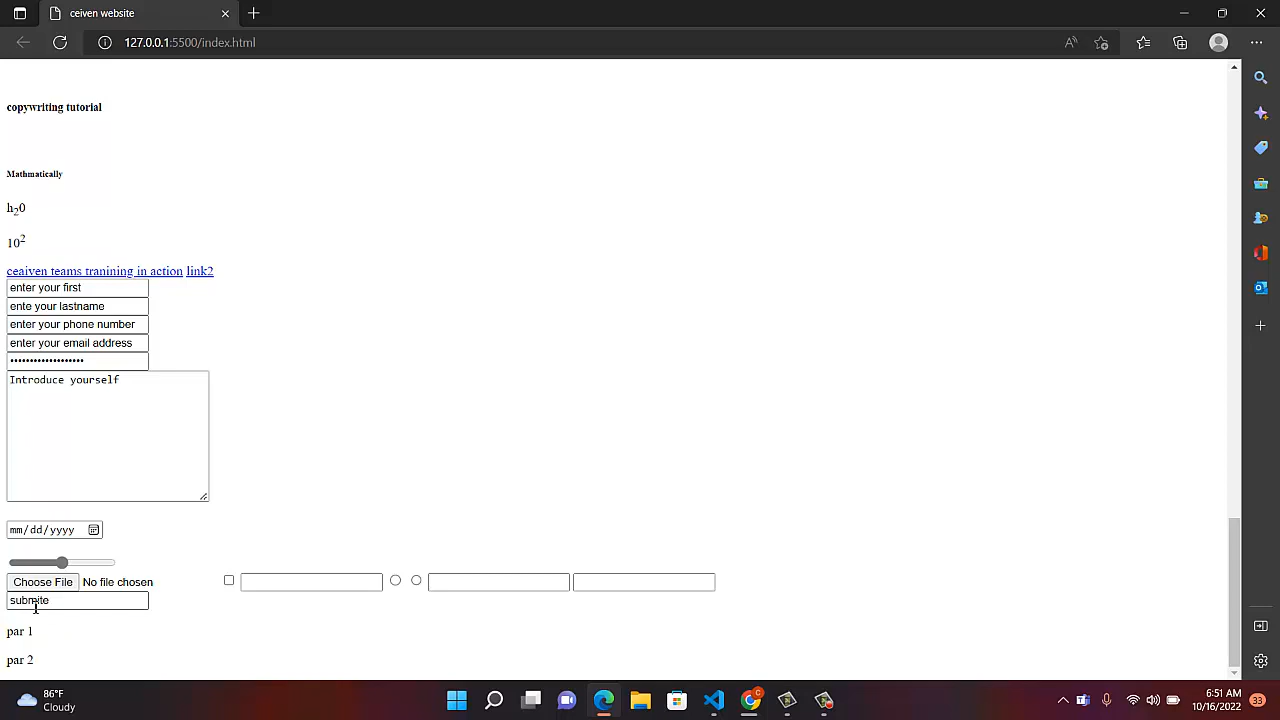 ceiven website
127.0.0.1:5500/index.html
copywriting tutorial
Mathmatically
h20
102
ceaiven teams tranining in action link2
enter your first
ente your lastname
enter your phone number
enter your email address
••••••••••••••••••
Introduce yourself
mm/dd/yyyy
Choose File No file chosen
submite
par 1
par 2
86°F
Cloudy
C
6:51 AM
10/16/2022
33